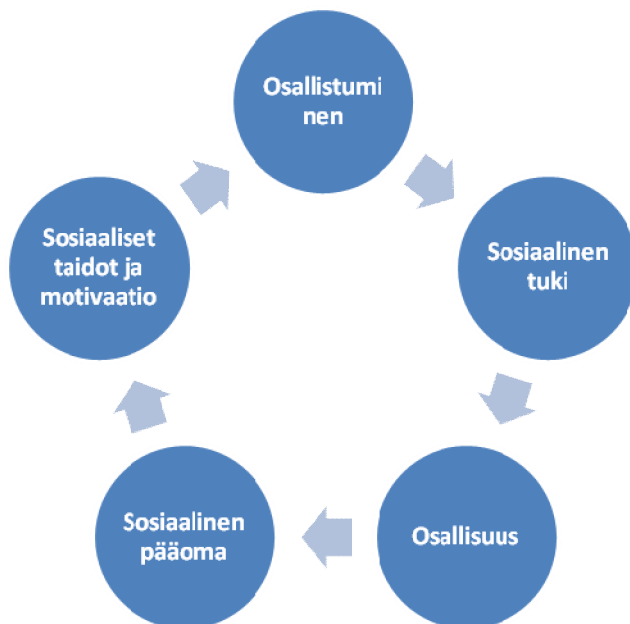 Osallistumi
nen
Sosiaalinen
tuki
Osallisuus
Sosiaalinen
pääoma
Sosiaaliset
taidot ja
motivaatio